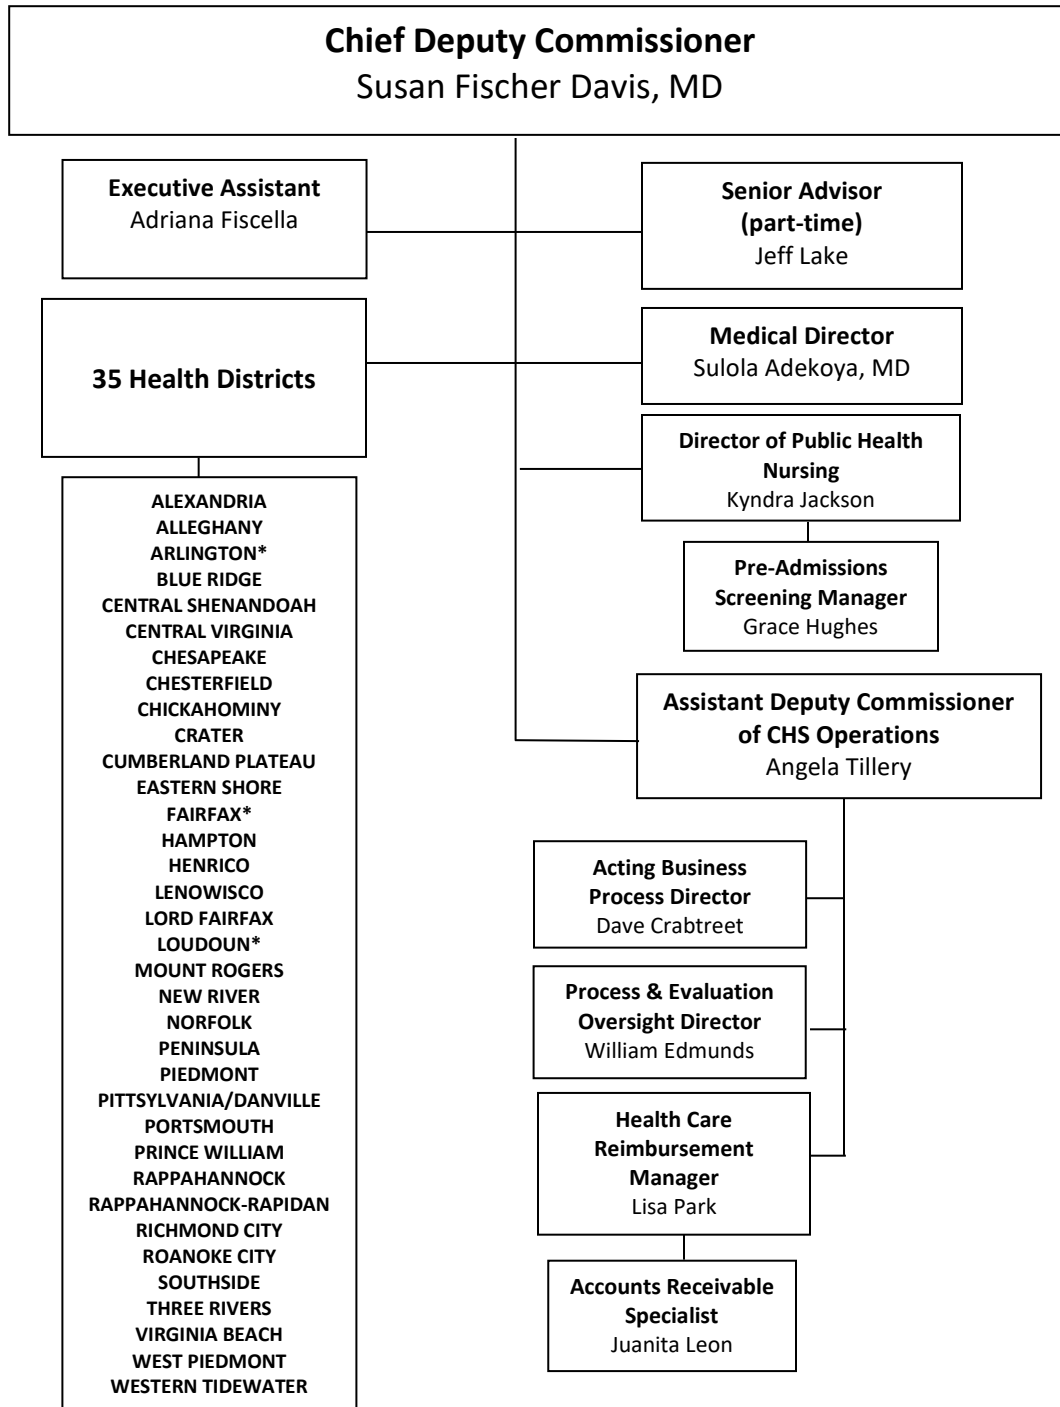 Chief Deputy Commissioner
Susan Fischer Davis, MD
Executive Assistant
Adriana Fiscella
Senior Advisor
(part-time)
Jeff Lake
35 Health Districts
Medical Director
Sulola Adekoya, MD
Director of Public Health
Nursing
Kyndra Jackson
Pre-Admissions
Screening Manager
Grace Hughes
Assistant Deputy Commissioner
of CHS Operations
Angela Tillery
Acting Business
Process Director
Dave Crabtreet
Process & Evaluation
Oversight Director
William Edmunds
Health Care
Reimbursement
Manager
Lisa Park
Accounts Receivable
Specialist
Juanita Leon
ALEXANDRIA
ALLEGHANY
ARLINGTON*
BLUE RIDGE
CENTRAL SHENANDOAH
CENTRAL VIRGINIA
CHESAPEAKE
CHESTERFIELD
CHICKAHOMINY
CRATER
CUMBERLAND PLATEAU
EASTERN SHORE
FAIRFAX*
HAMPTON
HENRICO
LENOWISCO
LORD FAIRFAX
LOUDOUN*
MOUNT ROGERS
NEW RIVER
NORFOLK
PENINSULA
PIEDMONT
PITTSYLVANIA/DANVILLE
PORTSMOUTH
PRINCE WILLIAM
RAPPAHANNOCK
RAPPAHANNOCK-RAPIDAN
RICHMOND CITY
ROANOKE CITY
SOUTHSIDE
THREE RIVERS
VIRGINIA BEACH
WEST PIEDMONT
WESTERN TIDEWATER